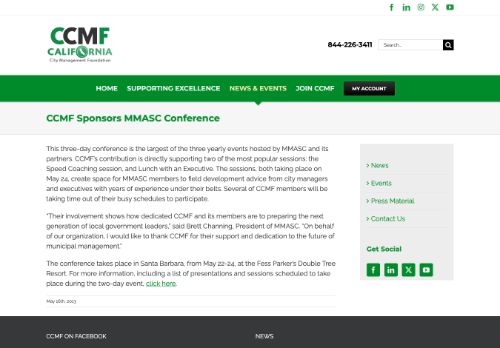 CCMF
CALIFORNIA
City Management Foundation
844-226-3411
Search...
HOME SUPPORTING EXCELLENCE NEWS & EVENTS JOIN CCMF MY ACCOUNT
CCMF Sponsors MMASC Conference
This three-day conference is the largest of the three yearly events hosted by MMASC and its
partners. CCMF's contribution is directly supporting two of the most popular sessions: the
Speed Coaching session, and Lunch with an Executive. The sessions, both taking place on
May 24, create space for MMASC members to field development advice from city managers
and executives with years of experience under their belts. Several of CCMF members will be
taking time out of their busy schedules to participate.
"Their involvement shows how dedicated CCMF and its members are to preparing the next
generation of local government leaders," said Brett Channing, President of MMASC. "On behalf
of our organization, I would like to thank CCMF for their support and dedication to the future of
municipal management."
The conference takes place in Santa Barbara, from May 22-24, at the Fess Parker's Double Tree
Resort. For more information, including a list of presentations and sessions scheduled to take
place during the two-day event, click here.
May 16th, 2023
> News
> Events
> Press Material
> Contact Us
Get Social
CCMF ON FACEBOOK
NEWS